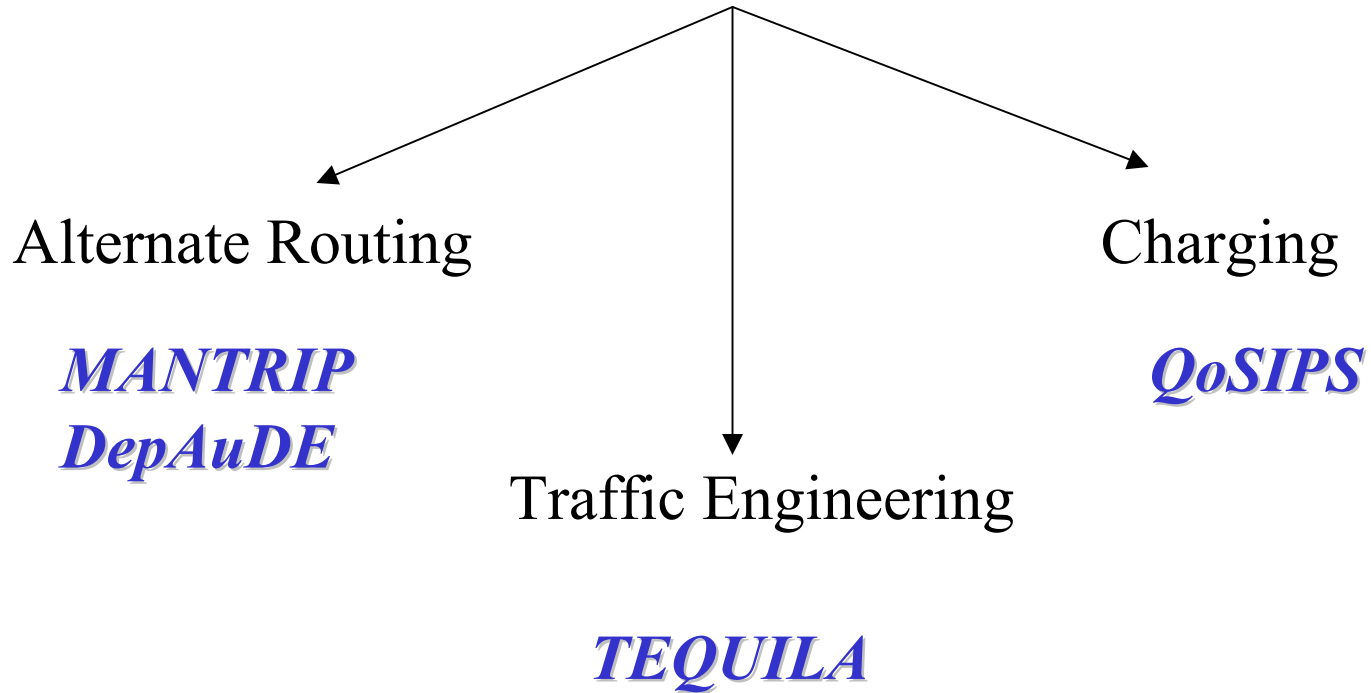 Alternate Routing
Charging
MANTRIP
QoSIPS
DepAuDE
Traffic Engineering
TEQUILA